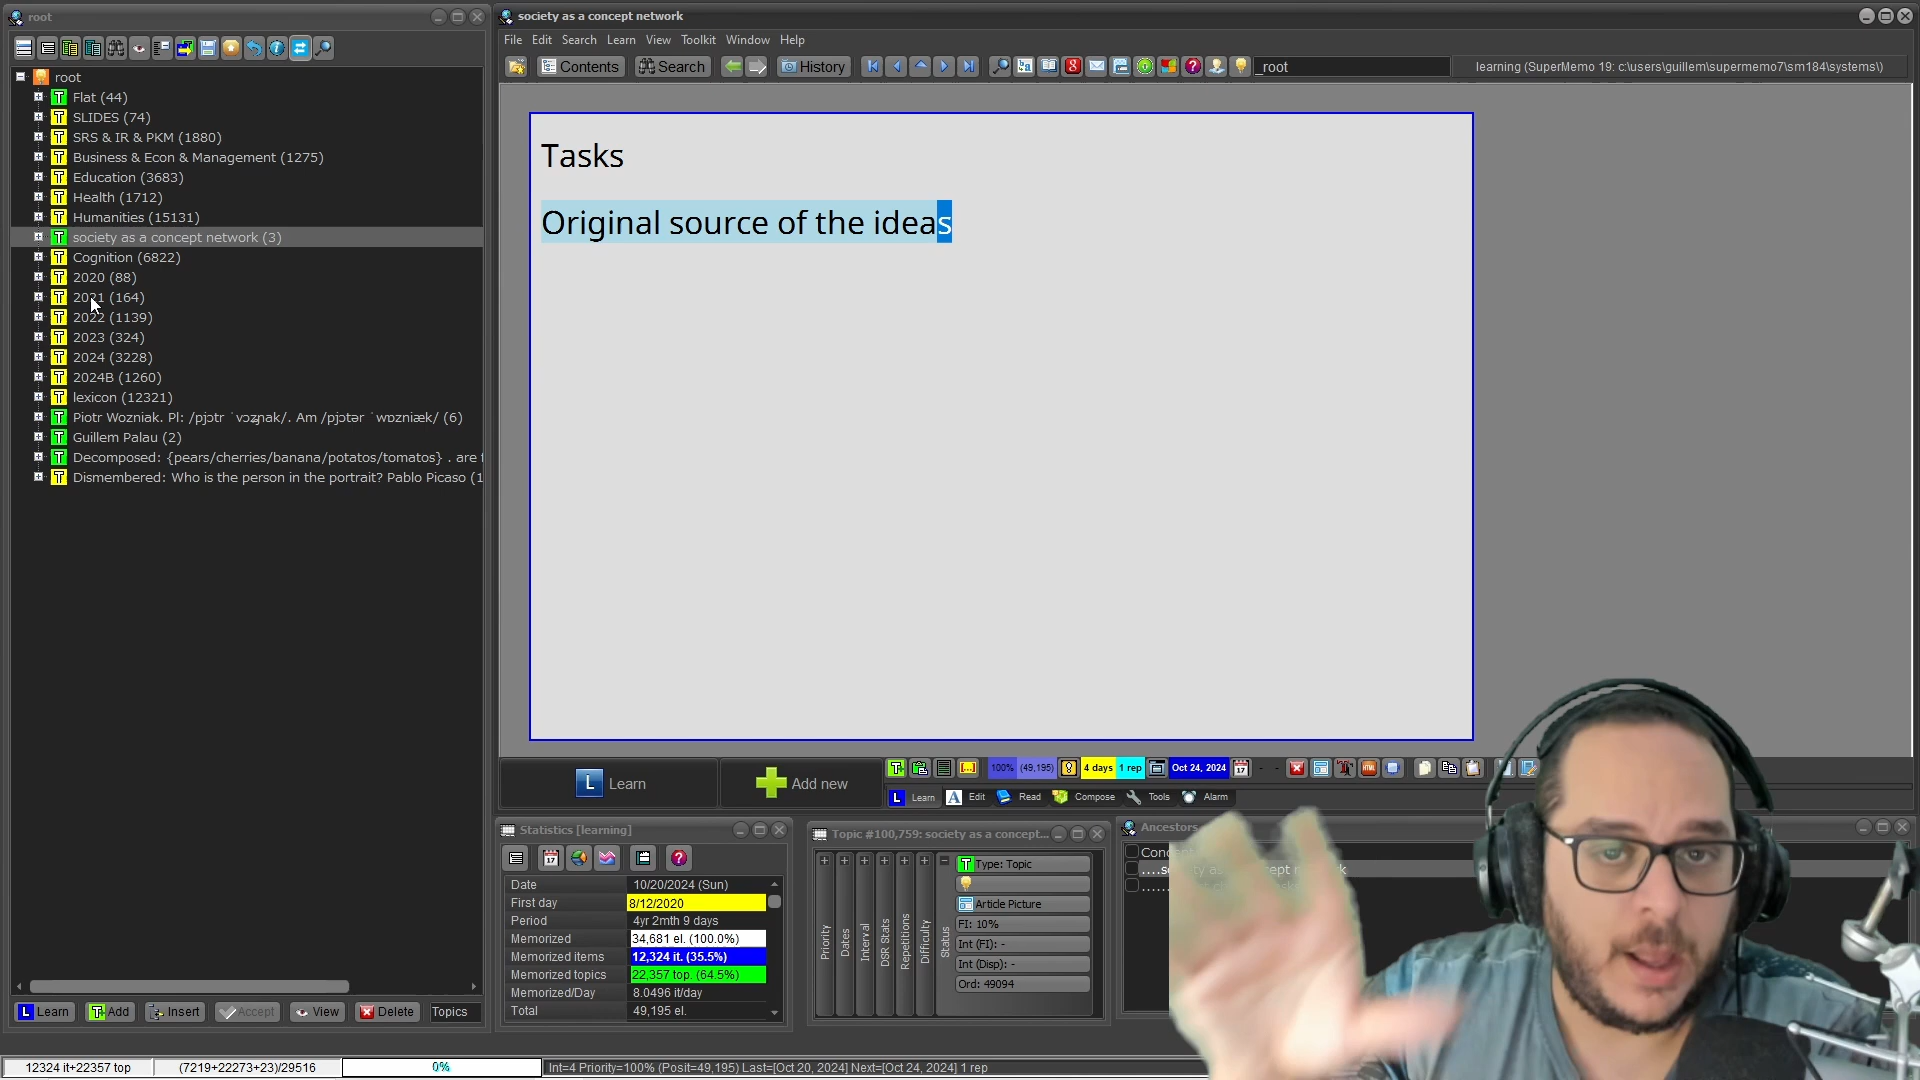 root
root
Flat (44)
SLIDES (74)
SRS & IR & PKM (1880)
Business & Econ & Management (1275)
Education (3683)
Health (1712)
Humanities (15131)
society as a concept network (3)
Cognition (6822)
2020 (88)
2021 (164)
2022 (1139)
2023 (324)
2024 (3228)
2024B (1260)
lexicon (12321)
Piotr Wozniak. Pl: /pjɔtr ˈvɔʑɲak/. Am /pjɔtər ˈwɒzniæk/ (6)
Guillem Palau (2)
Decomposed: {pears/cherries/banana/potatos/tomatos} . are
Dismembered: Who is the person in the portrait? Pablo Picaso (1
Learn Add Insert Accept View Delete Topics
society as a concept network
File Edit Search Learn View Toolkit Window Help
Contents Search History _root learning (SuperMemo 19: c:\users\guillem\supermemo7\sm184\systems\)
Tasks
Original source of the ideas
Learn Add new
100% (49,195) 4 days 1 rep Oct 24, 2024
Learn Edit Read Compose Tools Alarm
Statistics [learning]
Date 10/20/2024 (Sun)
First day 8/12/2020
Period 4yr 2mth 9 days
Memorized 34,681 el. (100.0%)
Memorized items 12,324 it. (35.5%)
Memorized topics 22,357 top. (64.5%)
Memorized/Day 8.0496 it/day
Total 49,195 el.
Topic #100,759: society as a concept...
Priority
Dates
Interval
DSR Stats
Repetitions
Difficulty
Status
Type: Topic
Article Picture
FI: 10%
Int (FI): -
Int (Disp): -
Ord: 49094
Ancestors
12324 it+22357 top (7219+22273+23)/29516 0% Int=4 Priority=100% (Posit=49,195) Last=[Oct 20, 2024] Next=[Oct 24, 2024] 1 rep